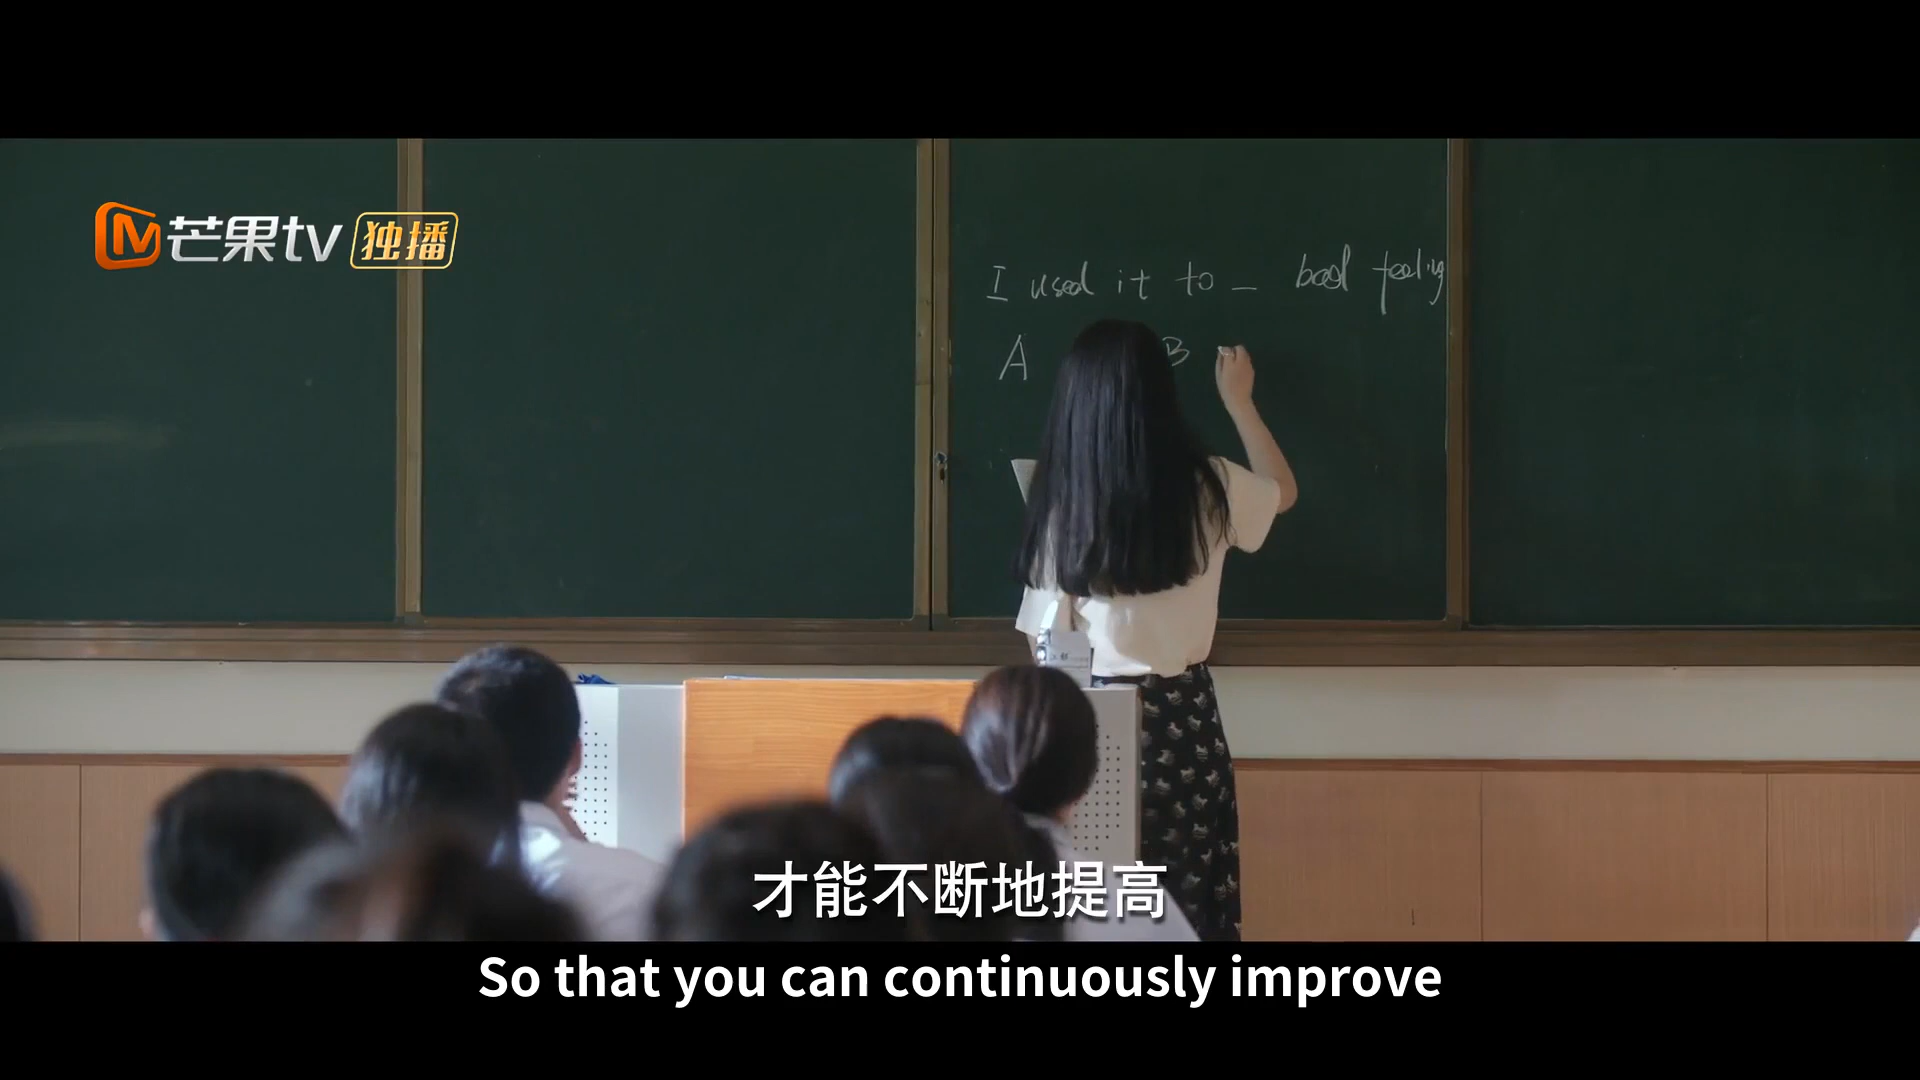 芒果tv 独播
I used it to _ bad feeling
A B
才能不断地提高
So that you can continuously improve